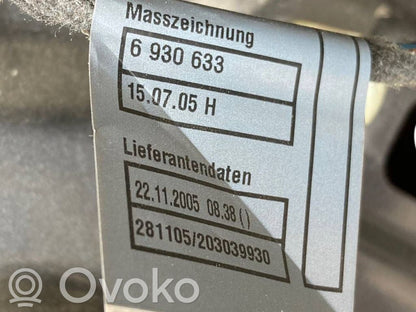 Masszeichnung
6 930 633
15.07.05 H
Lieferantendaten
22.11.2005 08.38 ( )
281105/203039930
OVOKO